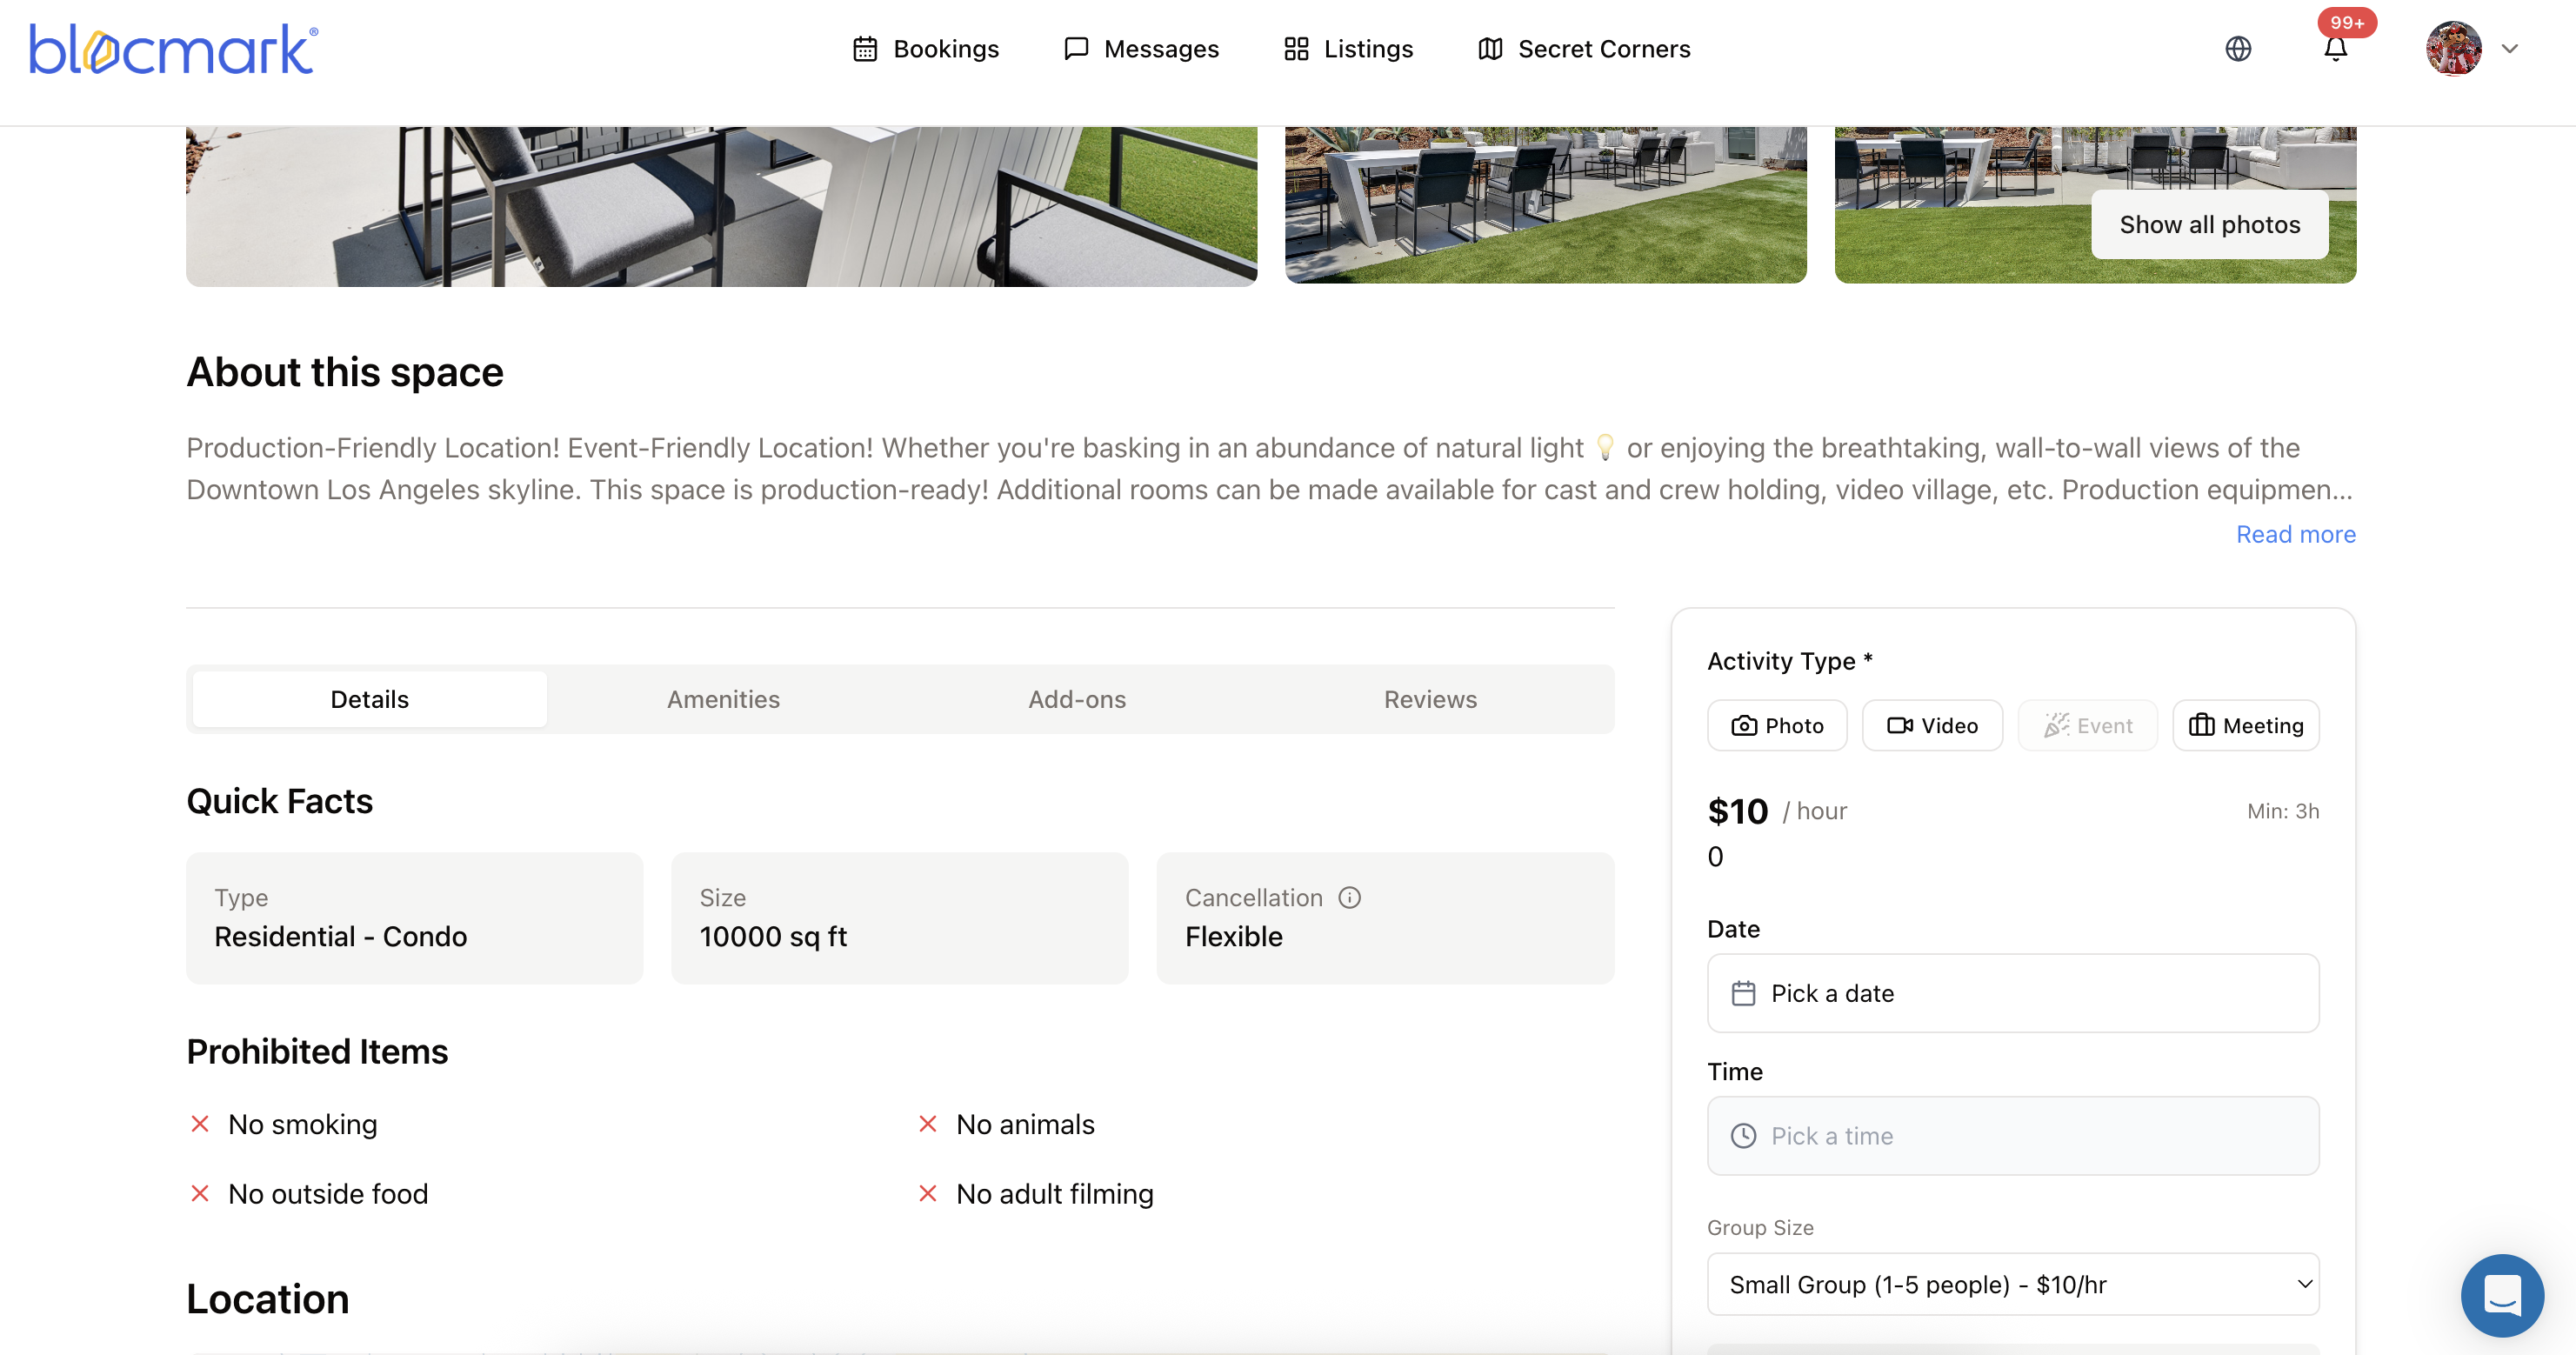 blocmark®
Bookings
Messages
Listings
Secret Corners
99+
Show all photos
About this space
Production-Friendly Location! Event-Friendly Location! Whether you're basking in an abundance of natural light 💡 or enjoying the breathtaking, wall-to-wall views of the
Downtown Los Angeles skyline. This space is production-ready! Additional rooms can be made available for cast and crew holding, video village, etc. Production equipmen...
Read more
Details
Amenities
Add-ons
Reviews
Quick Facts
Type
Residential - Condo
Size
10000 sq ft
Cancellation
Flexible
Prohibited Items
No smoking
No animals
No outside food
No adult filming
Location
Activity Type *
Photo
Video
Event
Meeting
$10 / hour
Min: 3h
0
Date
Pick a date
Time
Pick a time
Group Size
Small Group (1-5 people) - $10/hr